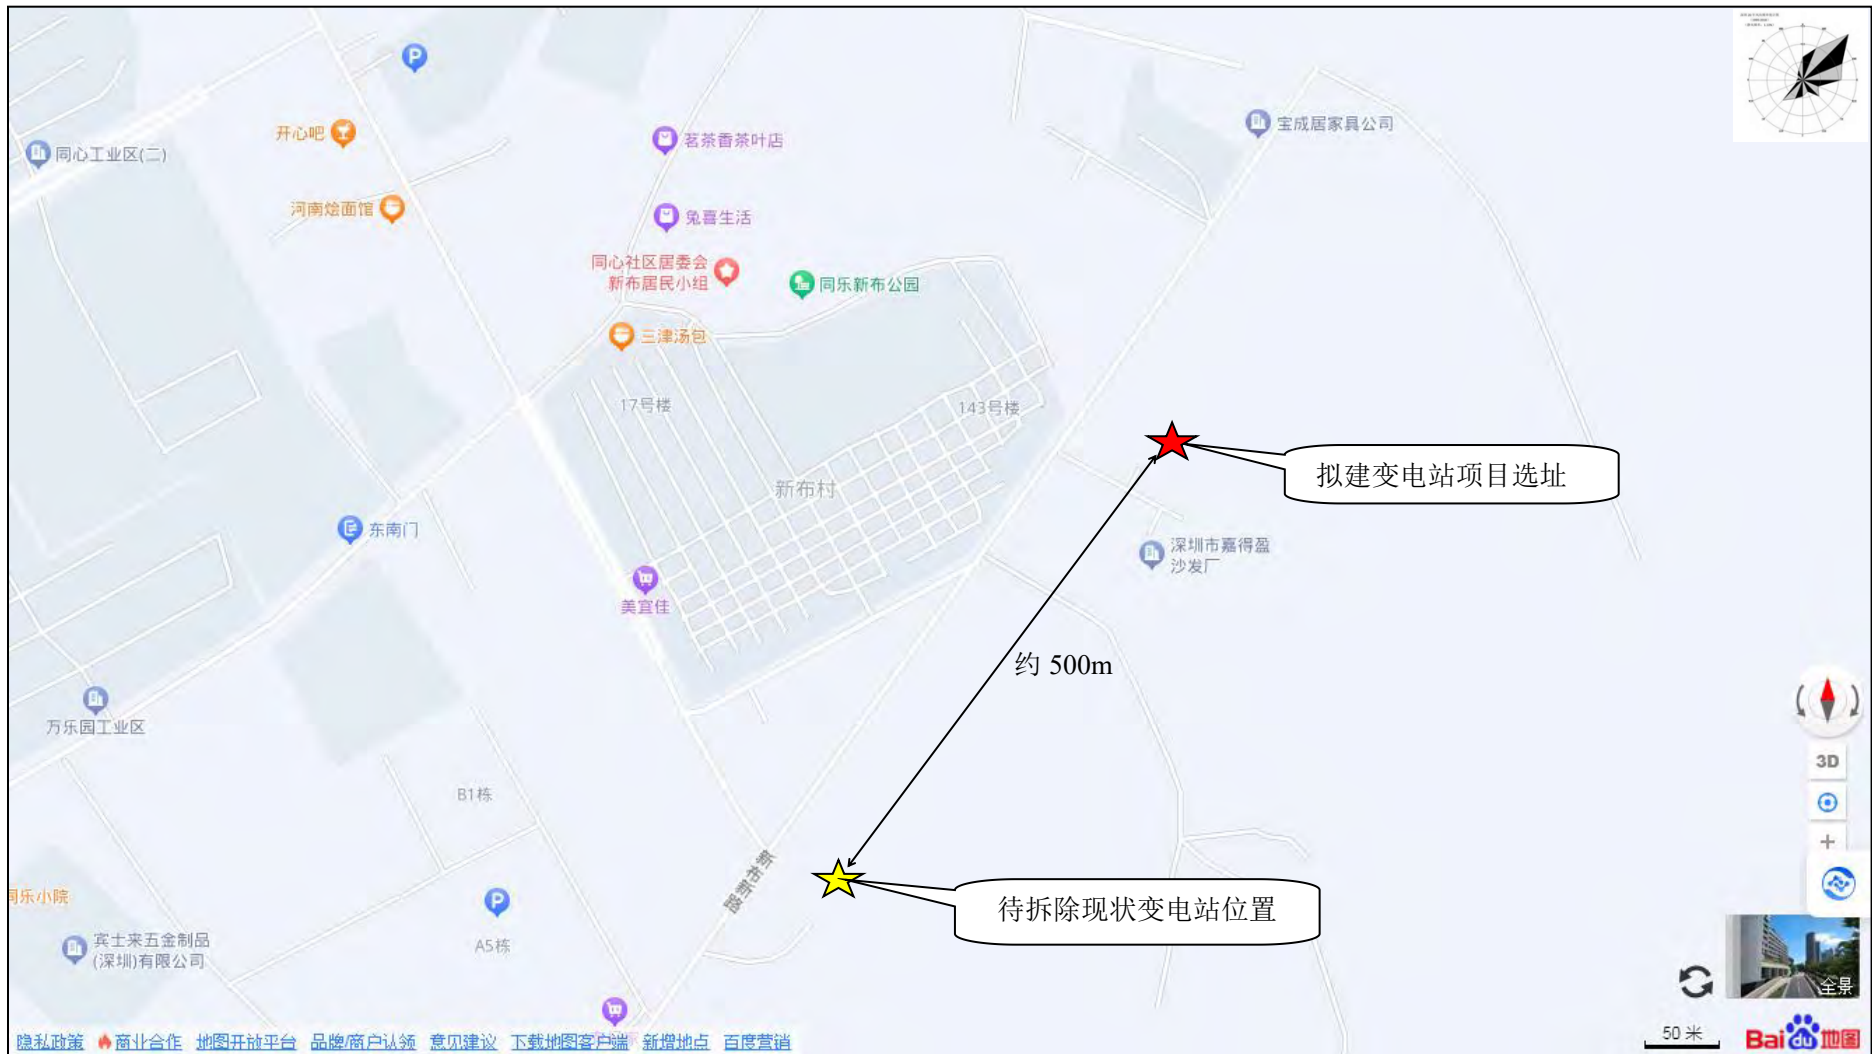 同心工业区(二)
开心吧
河南烩面馆
茗茶香茶叶店
兔喜生活
同心社区居委会
新布居民小组
同乐新布公园
三津汤包
宝成居家具公司
17号楼
143号楼
新布村
拟建变电站项目选址
东南门
深圳市嘉得盈
沙发厂
美宜佳
约 500m
万乐园工业区
B1栋
新布新路
待拆除现状变电站位置
同乐小院
宾士来五金制品
(深圳)有限公司
A5栋
3D
全景
50 米
Bai du 地图
隐私政策 商业合作 地图开放平台 品牌/商户认领 意见建议 下载地图客户端 新增地点 百度营销